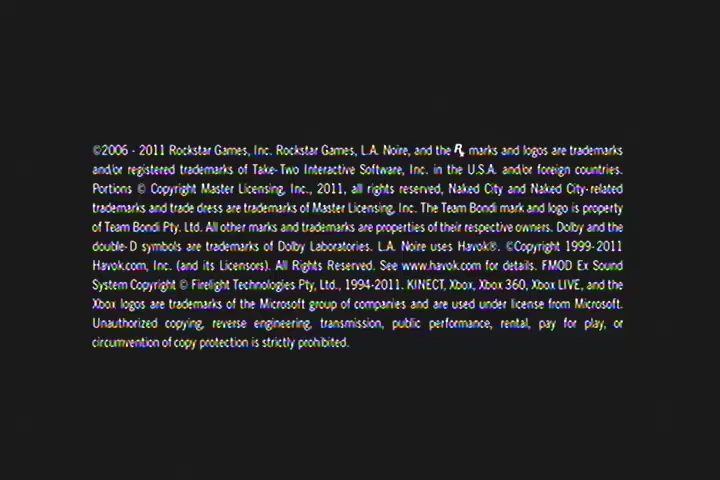 ©2006 - 2011 Rockstar Games, Inc. Rockstar Games, L.A. Noire, and the R* marks and logos are trademarks
and/or registered trademarks of Take-Two Interactive Software, Inc. in the U.S.A. and/or foreign countries.
Portions © Copyright Master Licensing, Inc., 2011, all rights reserved, Naked City and Naked City-related
trademarks and trade dress are trademarks of Master Licensing, Inc. The Team Bondi mark and logo is property
of Team Bondi Pty. Ltd. All other marks and trademarks are properties of their respective owners. Dolby and the
double-D symbols are trademarks of Dolby Laboratories. L.A. Noire uses Havok®. ©Copyright 1999-2011
Havok.com, Inc. (and its Licensors). All Rights Reserved. See www.havok.com for details. FMOD Ex Sound
System Copyright © Firelight Technologies Pty, Ltd., 1994-2011. KINECT, Xbox, Xbox 360, Xbox LIVE, and the
Xbox logos are trademarks of the Microsoft group of companies and are used under license from Microsoft.
Unauthorized copying, reverse engineering, transmission, public performance, rental, pay for play, or
circumvention of copy protection is strictly prohibited.